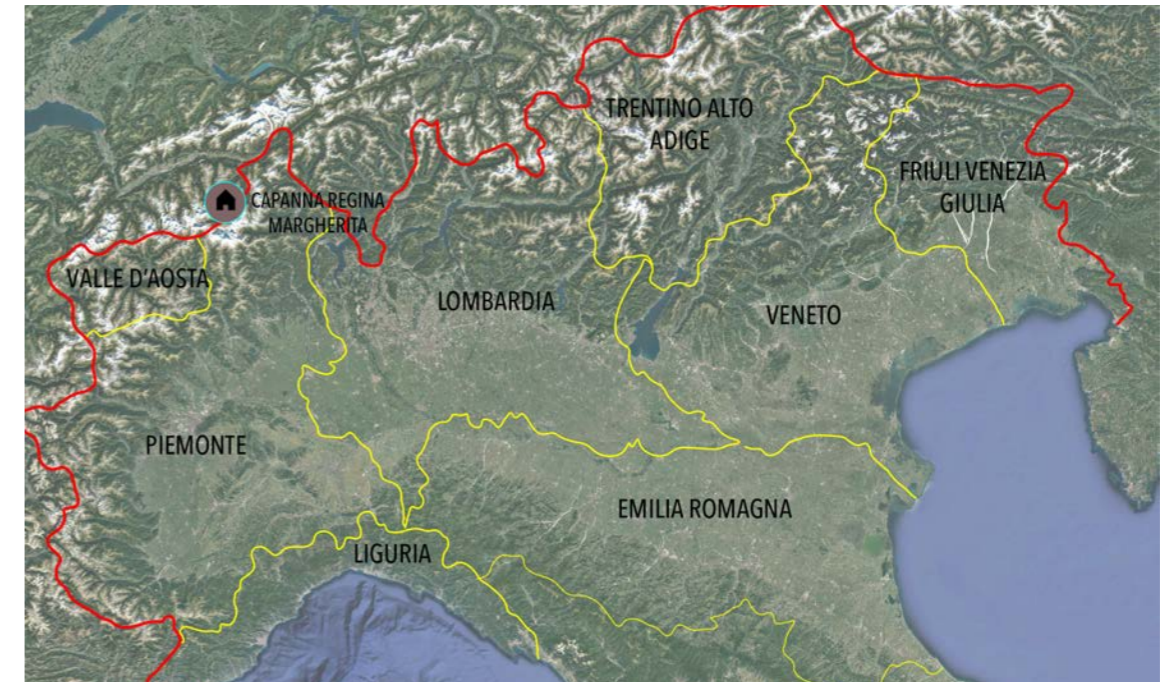 TRENTINO ALTO
ADIGE
FRIULI VENEZIA
GIULIA
CAPANNA REGINA
MARGHERITA
VALLE D'AOSTA
LOMBARDIA
VENETO
PIEMONTE
EMILIA ROMAGNA
LIGURIA